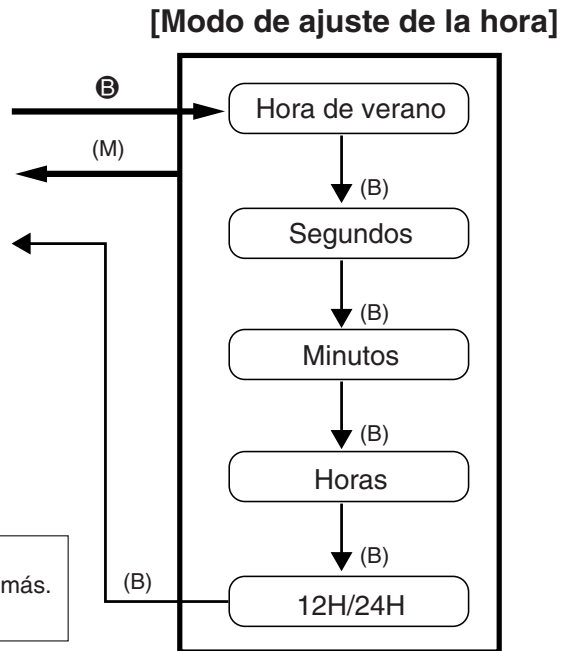 [Modo de ajuste de la hora]
B
Hora de verano
(M)
(B)
Segundos
(B)
Minutos
(B)
Horas
(B)
más.
(B)
12H/24H